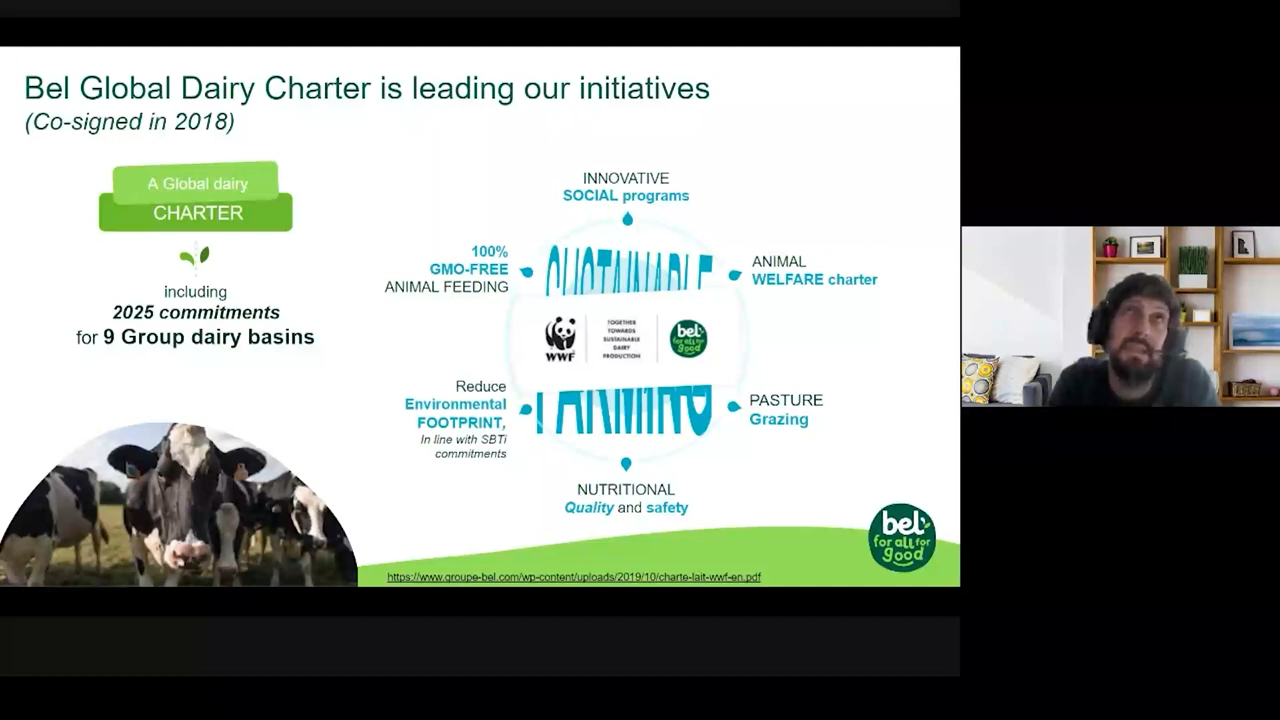 Bel Global Dairy Charter is leading our initiatives
(Co-signed in 2018)
A Global dairy
CHARTER
including
2025 commitments
for 9 Group dairy basins
INNOVATIVE
SOCIAL programs
100%
GMO-FREE
ANIMAL FEEDING
ANIMAL
WELFARE charter
SUSTAINABLE
WWF
TOGETHER
TOWARDS
SUSTAINABLE
DAIRY
PRODUCTION
bel
for all for
good
FARMING
Reduce
Environmental
FOOTPRINT,
In line with SBTi
commitments
PASTURE
Grazing
NUTRITIONAL
Quality and safety
bel
for all for
good
https://www.groupe-bel.com/wp-content/uploads/2019/10/charte-lait-wwf-en.pdf